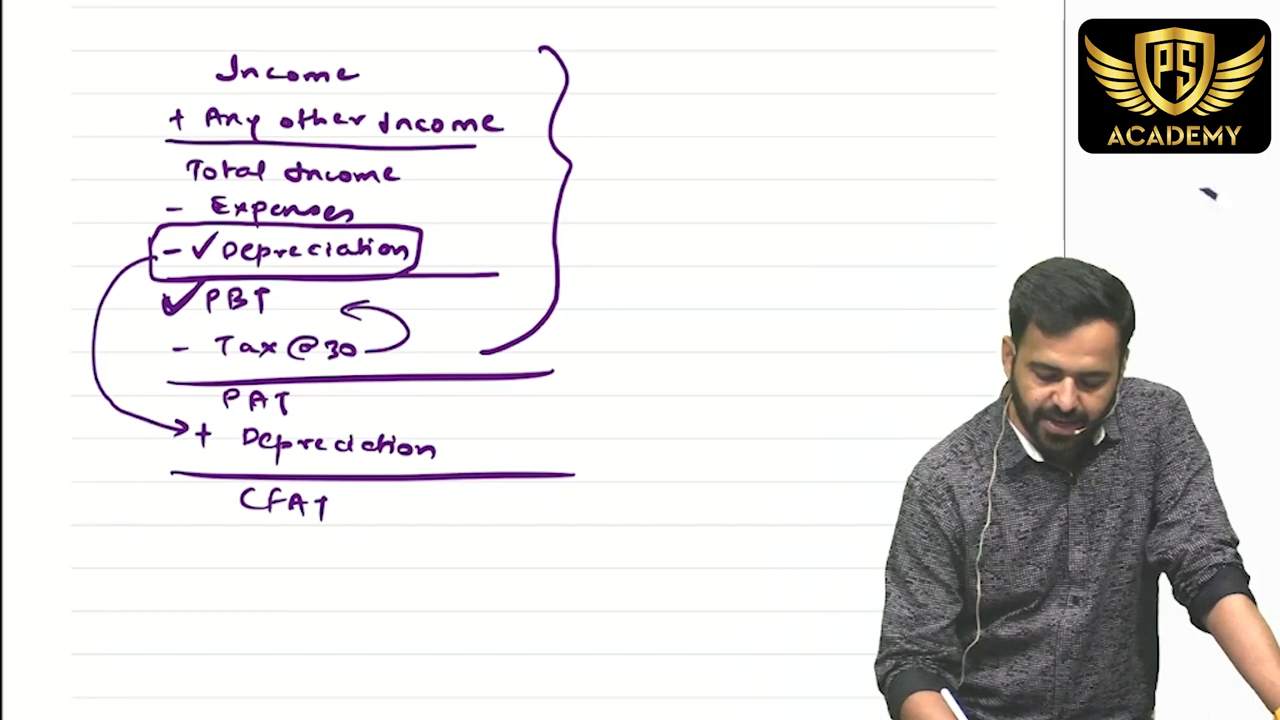 Income
+ Any other Income
Total Income
- Expenses
- ✓ Depreciation
✓ PBT
- Tax @ 30
PAT
+ Depreciation
CFAT
PS
ACADEMY